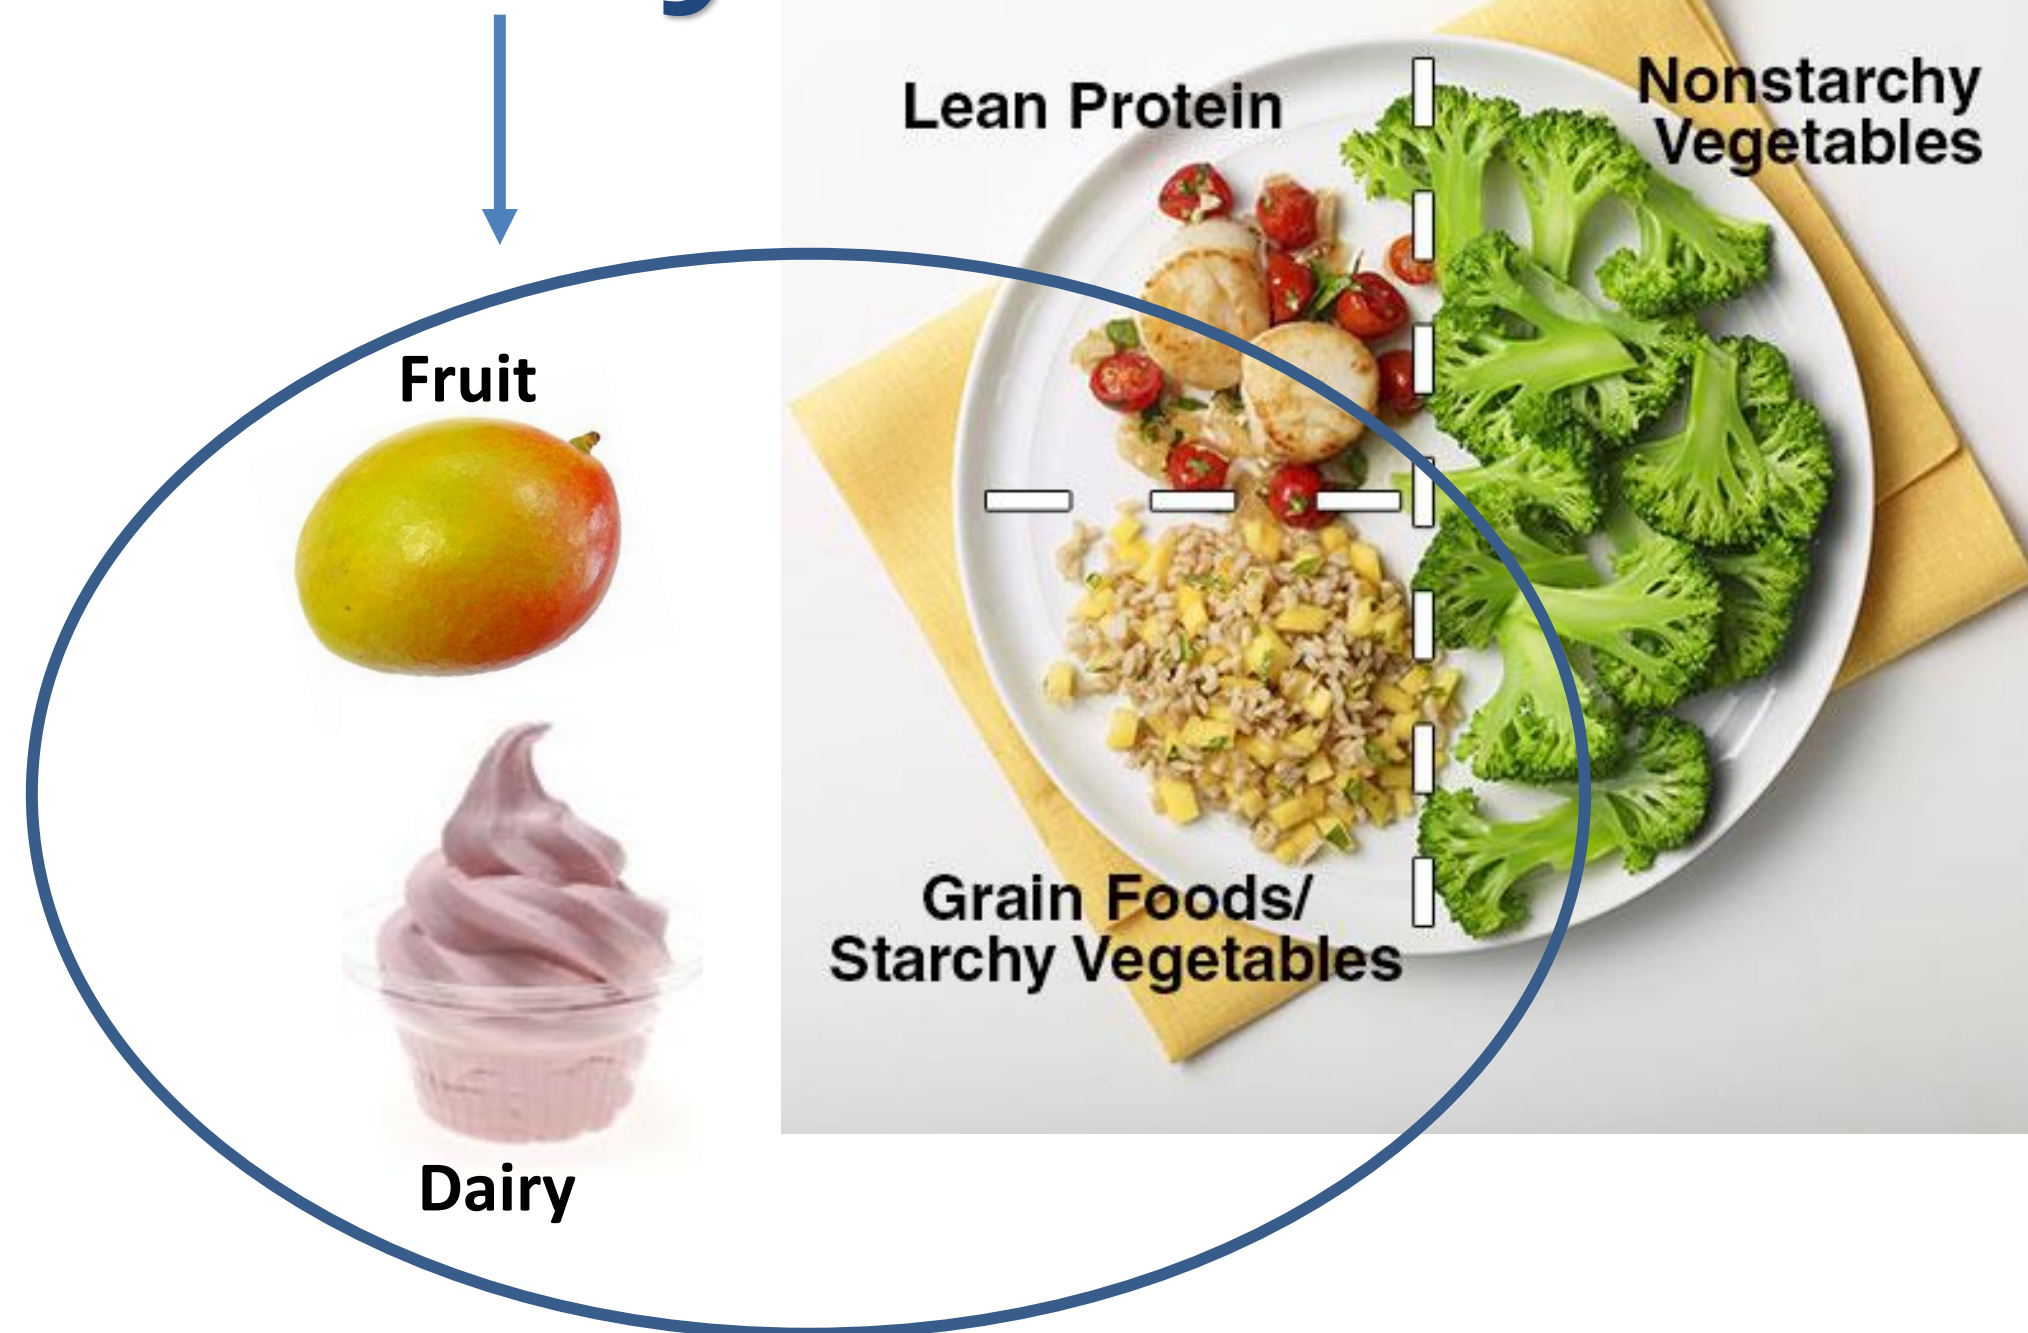 Lean Protein
Nonstarchy
Vegetables
Fruit
Grain Foods/
Starchy Vegetables
Dairy